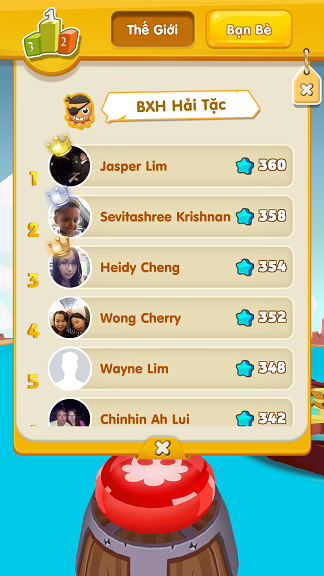 1
3 2
Thế Giới
Bạn Bè
BXH Hải Tặc
1 Jasper Lim 360
2 Sevitashree Krishnan 358
3 Heidy Cheng 354
4 Wong Cherry 352
5 Wayne Lim 348
Chinhin Ah Lui 342